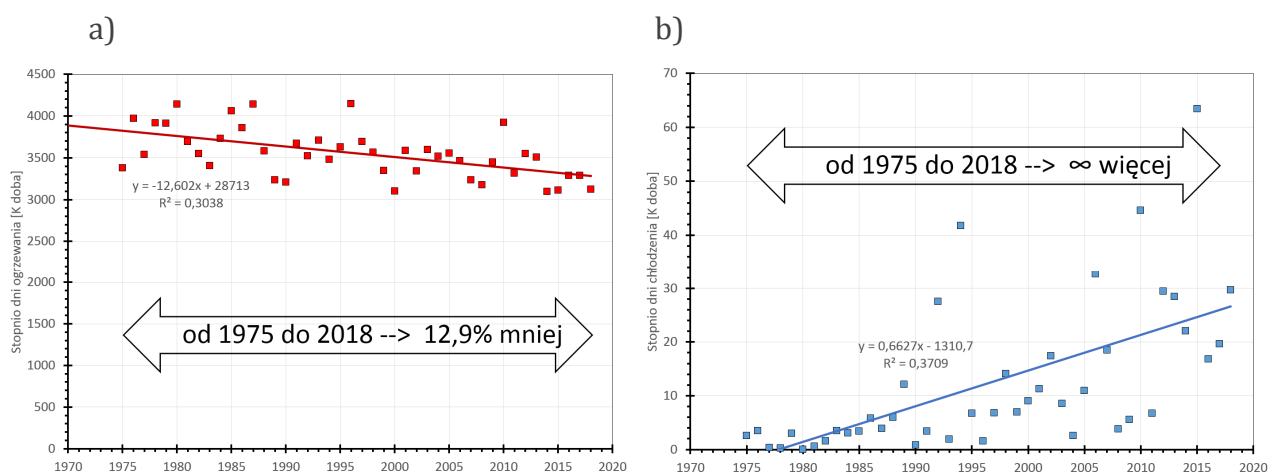 a)
4500
4000
3500
3000
2500
2000
1500
1000
500
0
Stopnio dni ogrzewania [K doba]
y = -12,602x + 28713
R² = 0,3038
od 1975 do 2018 --> 12,9% mniej
1970 1975 1980 1985 1990 1995 2000 2005 2010 2015 2020
b)
70
60
50
40
30
20
10
0
Stopnio dni chłodzenia [K doba]
od 1975 do 2018 --> ∞ więcej
y = 0,6627x - 1310,7
R² = 0,3709
1970 1975 1980 1985 1990 1995 2000 2005 2010 2015 2020